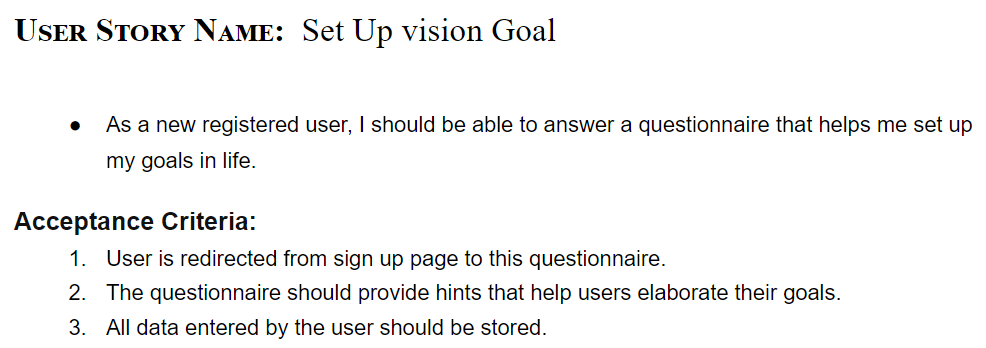 USER STORY NAME: Set Up vision Goal
● As a new registered user, I should be able to answer a questionnaire that helps me set up
my goals in life.
Acceptance Criteria:
1. User is redirected from sign up page to this questionnaire.
2. The questionnaire should provide hints that help users elaborate their goals.
3. All data entered by the user should be stored.